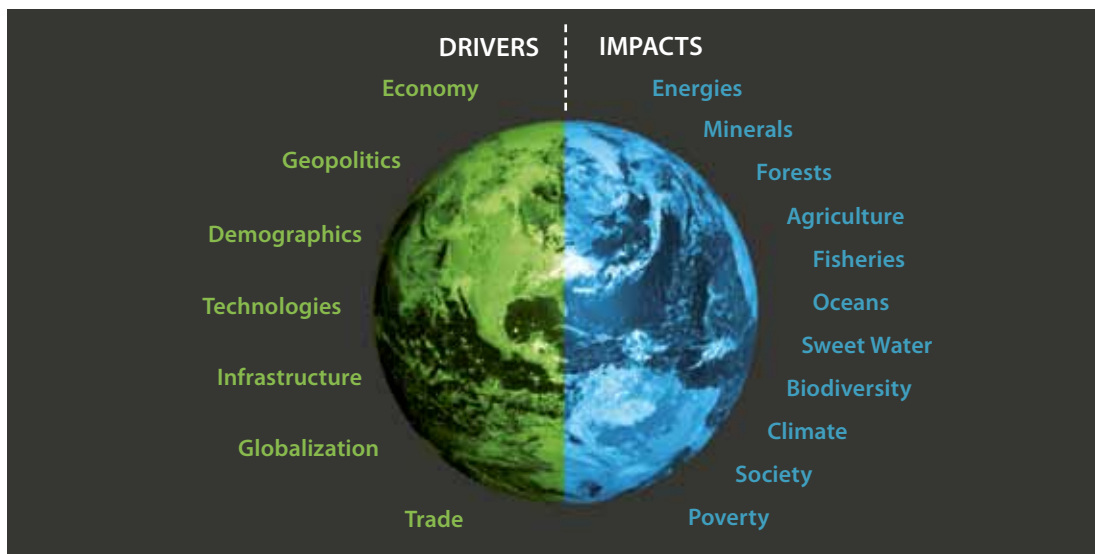 DRIVERS
Economy
Geopolitics
Demographics
Technologies
Infrastructure
Globalization
Trade
IMPACTS
Energies
Minerals
Forests
Agriculture
Fisheries
Oceans
Sweet Water
Biodiversity
Climate
Society
Poverty